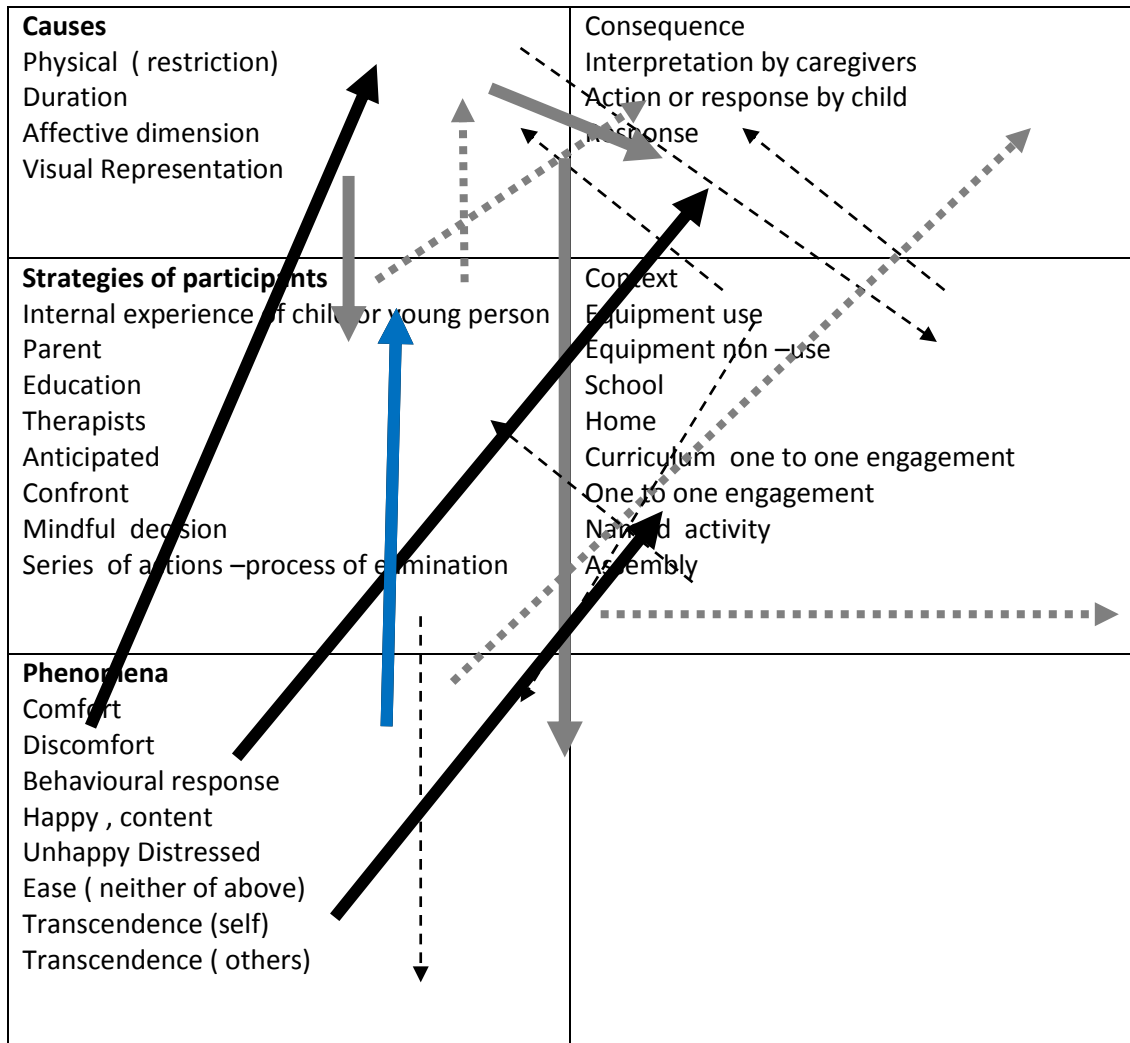 Causes
Physical ( restriction)
Duration
Affective dimension
Visual Representation
Consequence
Interpretation by caregivers
Action or response by child
Response
Strategies of participants
Internal experience of child or young person
Parent
Education
Therapists
Anticipated
Confront
Mindful decision
Series of actions –process of elimination
Context
Equipment use
Equipment non –use
School
Home
Curriculum one to one engagement
One to one engagement
Named activity
Assembly
Phenomena
Comfort
Discomfort
Behavioural response
Happy , content
Unhappy Distressed
Ease ( neither of above)
Transcendence (self)
Transcendence ( others)